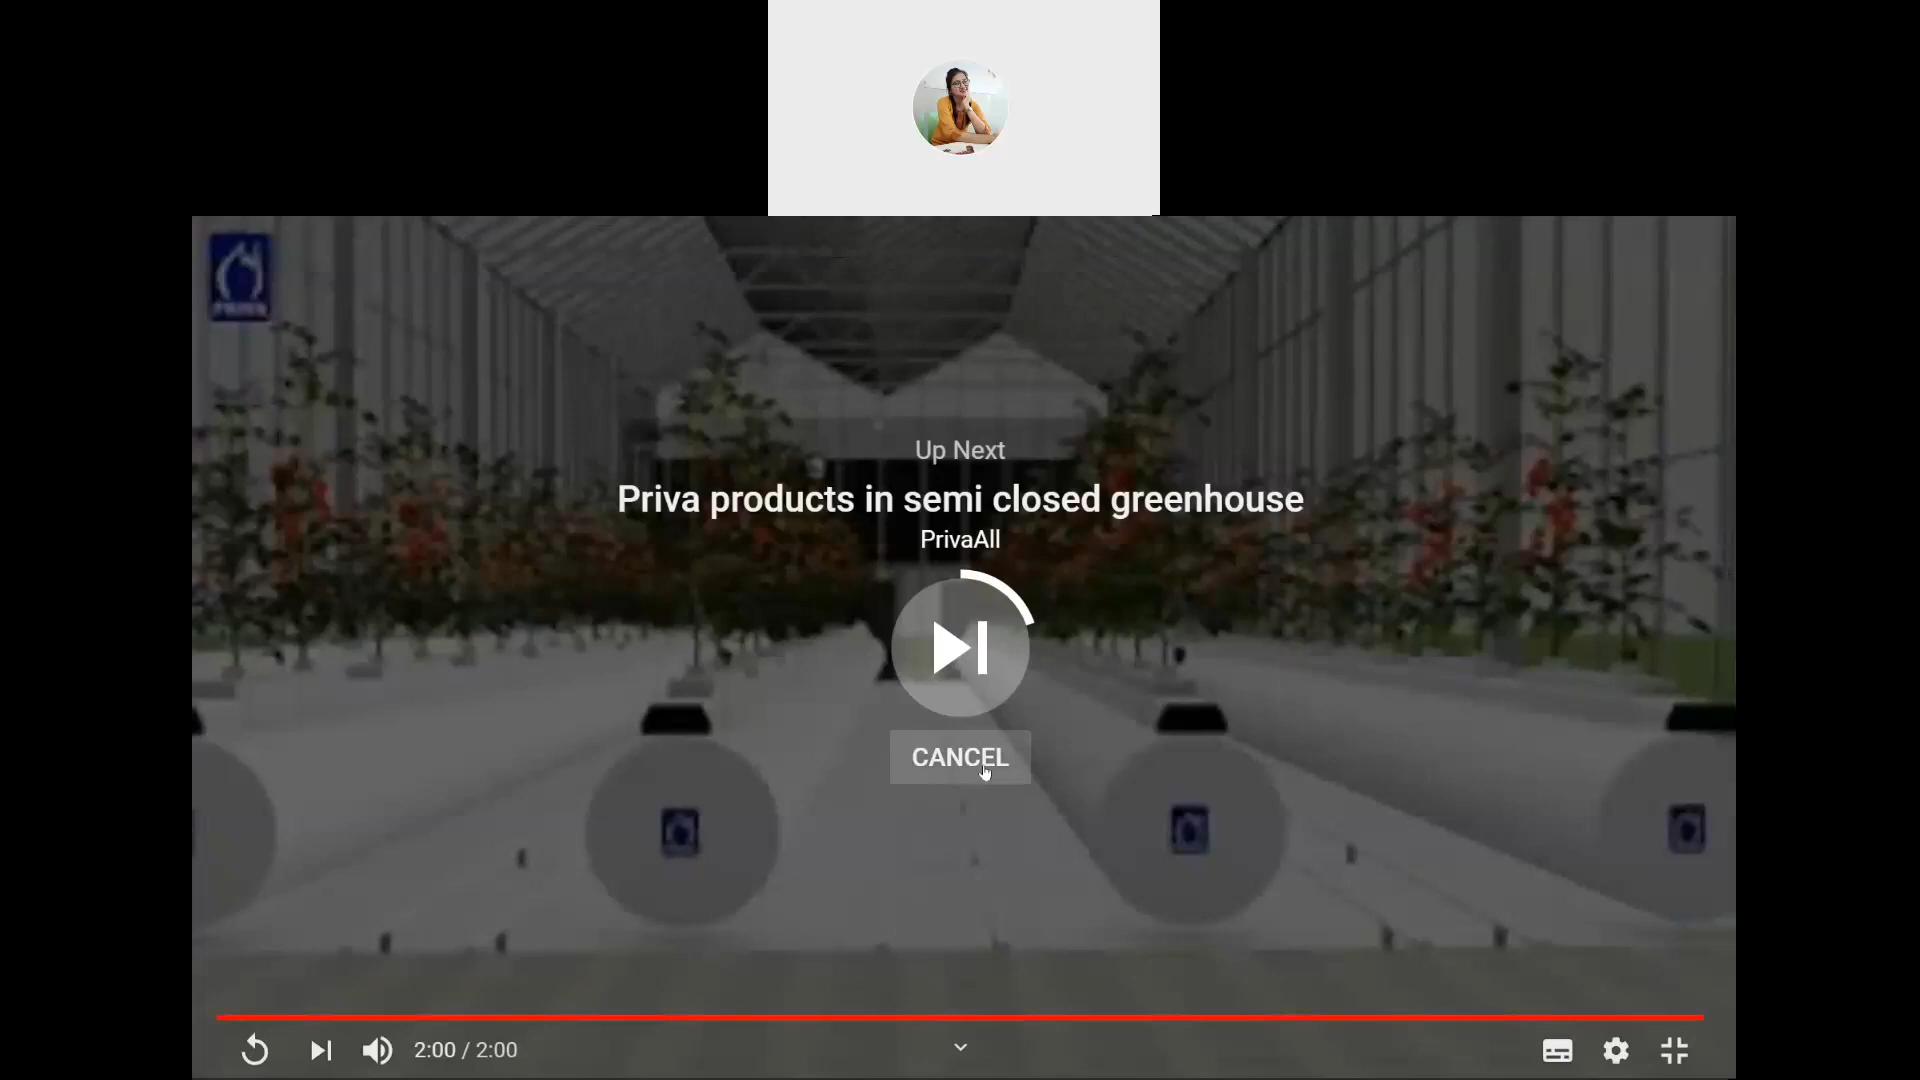 Up Next
Priva products in semi closed greenhouse
PrivaAll
CANCEL
2:00 / 2:00